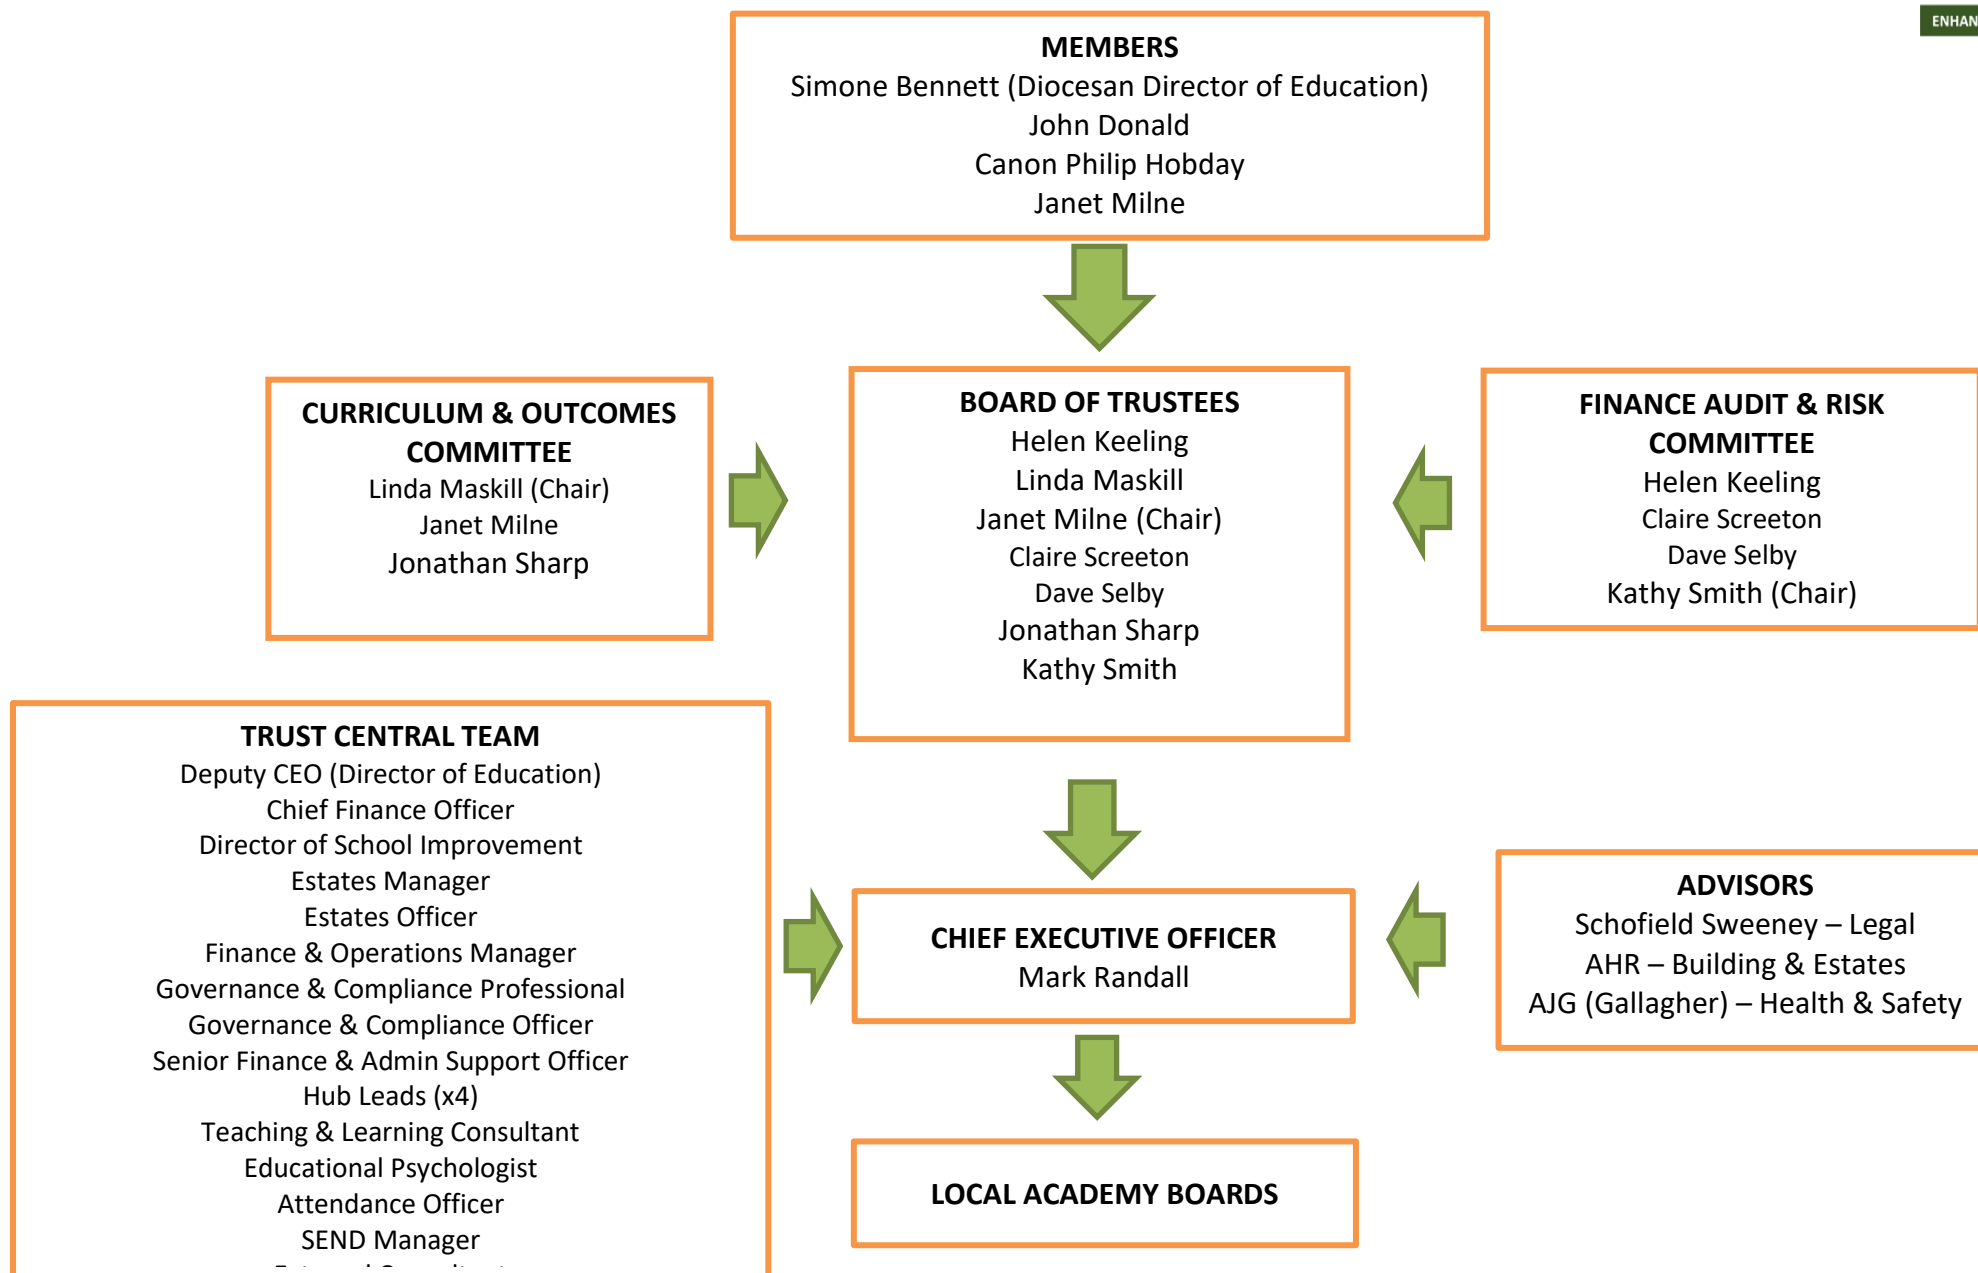 ENHAN
MEMBERS
Simone Bennett (Diocesan Director of Education)
John Donald
Canon Philip Hobday
Janet Milne
CURRICULUM & OUTCOMES
COMMITTEE
Linda Maskill (Chair)
Janet Milne
Jonathan Sharp
BOARD OF TRUSTEES
Helen Keeling
Linda Maskill
Janet Milne (Chair)
Claire Screeton
Dave Selby
Jonathan Sharp
Kathy Smith
FINANCE AUDIT & RISK
COMMITTEE
Helen Keeling
Claire Screeton
Dave Selby
Kathy Smith (Chair)
TRUST CENTRAL TEAM
Deputy CEO (Director of Education)
Chief Finance Officer
Director of School Improvement
Estates Manager
Estates Officer
Finance & Operations Manager
Governance & Compliance Professional
Governance & Compliance Officer
Senior Finance & Admin Support Officer
Hub Leads (x4)
Teaching & Learning Consultant
Educational Psychologist
Attendance Officer
SEND Manager
CHIEF EXECUTIVE OFFICER
Mark Randall
ADVISORS
Schofield Sweeney – Legal
AHR – Building & Estates
AJG (Gallagher) – Health & Safety
LOCAL ACADEMY BOARDS